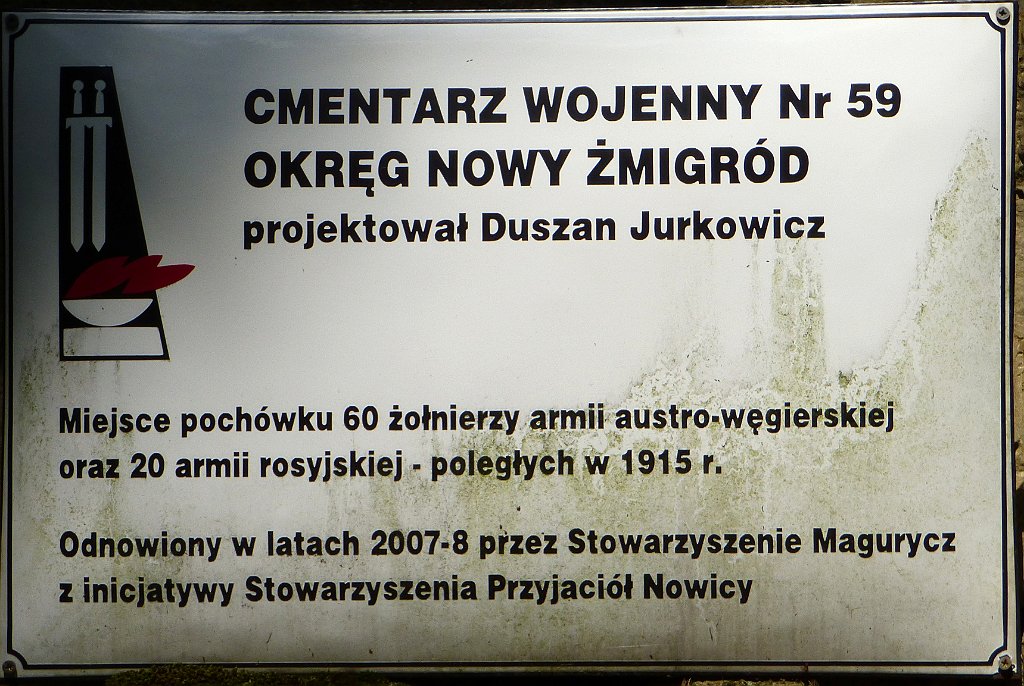 CMENTARZ WOJENNY Nr 59
OKRĘG NOWY ŻMIGRÓD
projektował Duszan Jurkowicz
Miejsce pochówku 60 żołnierzy armii austro-węgierskiej
oraz 20 armii rosyjskiej - poległych w 1915 r.
Odnowiony w latach 2007-8 przez Stowarzyszenie Magurycz
z inicjatywy Stowarzyszenia Przyjaciół Nowicy